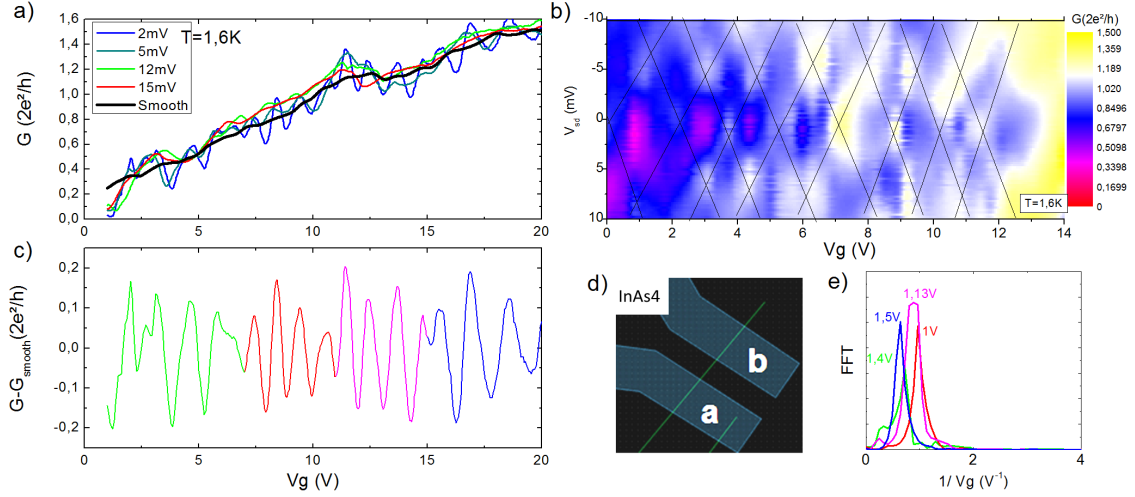 a)
1,6
1,4
1,2
1,0
0,8
0,6
0,4
0,2
0,0
G (2e²/h)
2mV
5mV
12mV
15mV
Smooth
T=1,6K
0
5
10
15
20
Vg (V)
b)
-10
-5
0
5
10
V_sd (mV)
0
2
4
6
8
10
12
14
Vg (V)
T=1,6K
G(2e²/h)
1,500
1,189
1,020
0,8496
0,6797
0,5098
0,3398
0,1699
0
c)
0,2
0,1
0,0
-0,1
-0,2
G-G_smooth(2e²/h)
0
5
10
15
20
Vg (V)
d)
InAs4
b
a
e)
1,13V
1,5V
1V
1,4V
FFT
0
2
4
1/ Vg (V⁻¹)